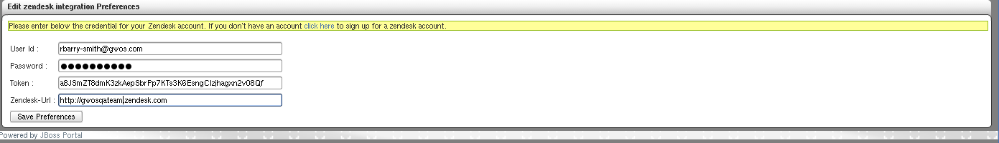 Edit zendesk integration Preferences
Please enter below the credential for your Zendesk account. If you don't have an account click here to sign up for a zendesk account.
User Id : rbarry-smith@gwos.com
Password : ●●●●●●●●●●
Token : a8JSmZT8dmK3zkAepSbrPp7KTs3K6EsngClzjhagxn2v08Qf
Zendesk-Url : http://gwosqateam.zendesk.com
Save Preferences
Powered by JBoss Portal